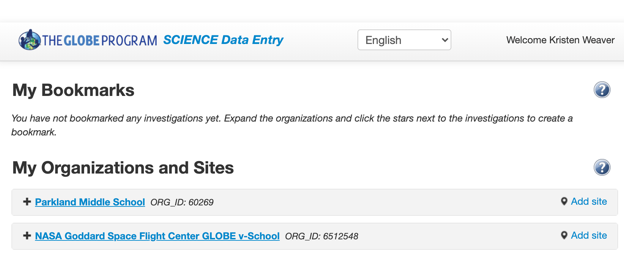 THE GLOBE PROGRAM SCIENCE Data Entry English Welcome Kristen Weaver
My Bookmarks ?
You have not bookmarked any investigations yet. Expand the organizations and click the stars next to the investigations to create a
bookmark.
My Organizations and Sites ?
+ Parkland Middle School ORG_ID: 60269 Add site
+ NASA Goddard Space Flight Center GLOBE v-School ORG_ID: 6512548 Add site